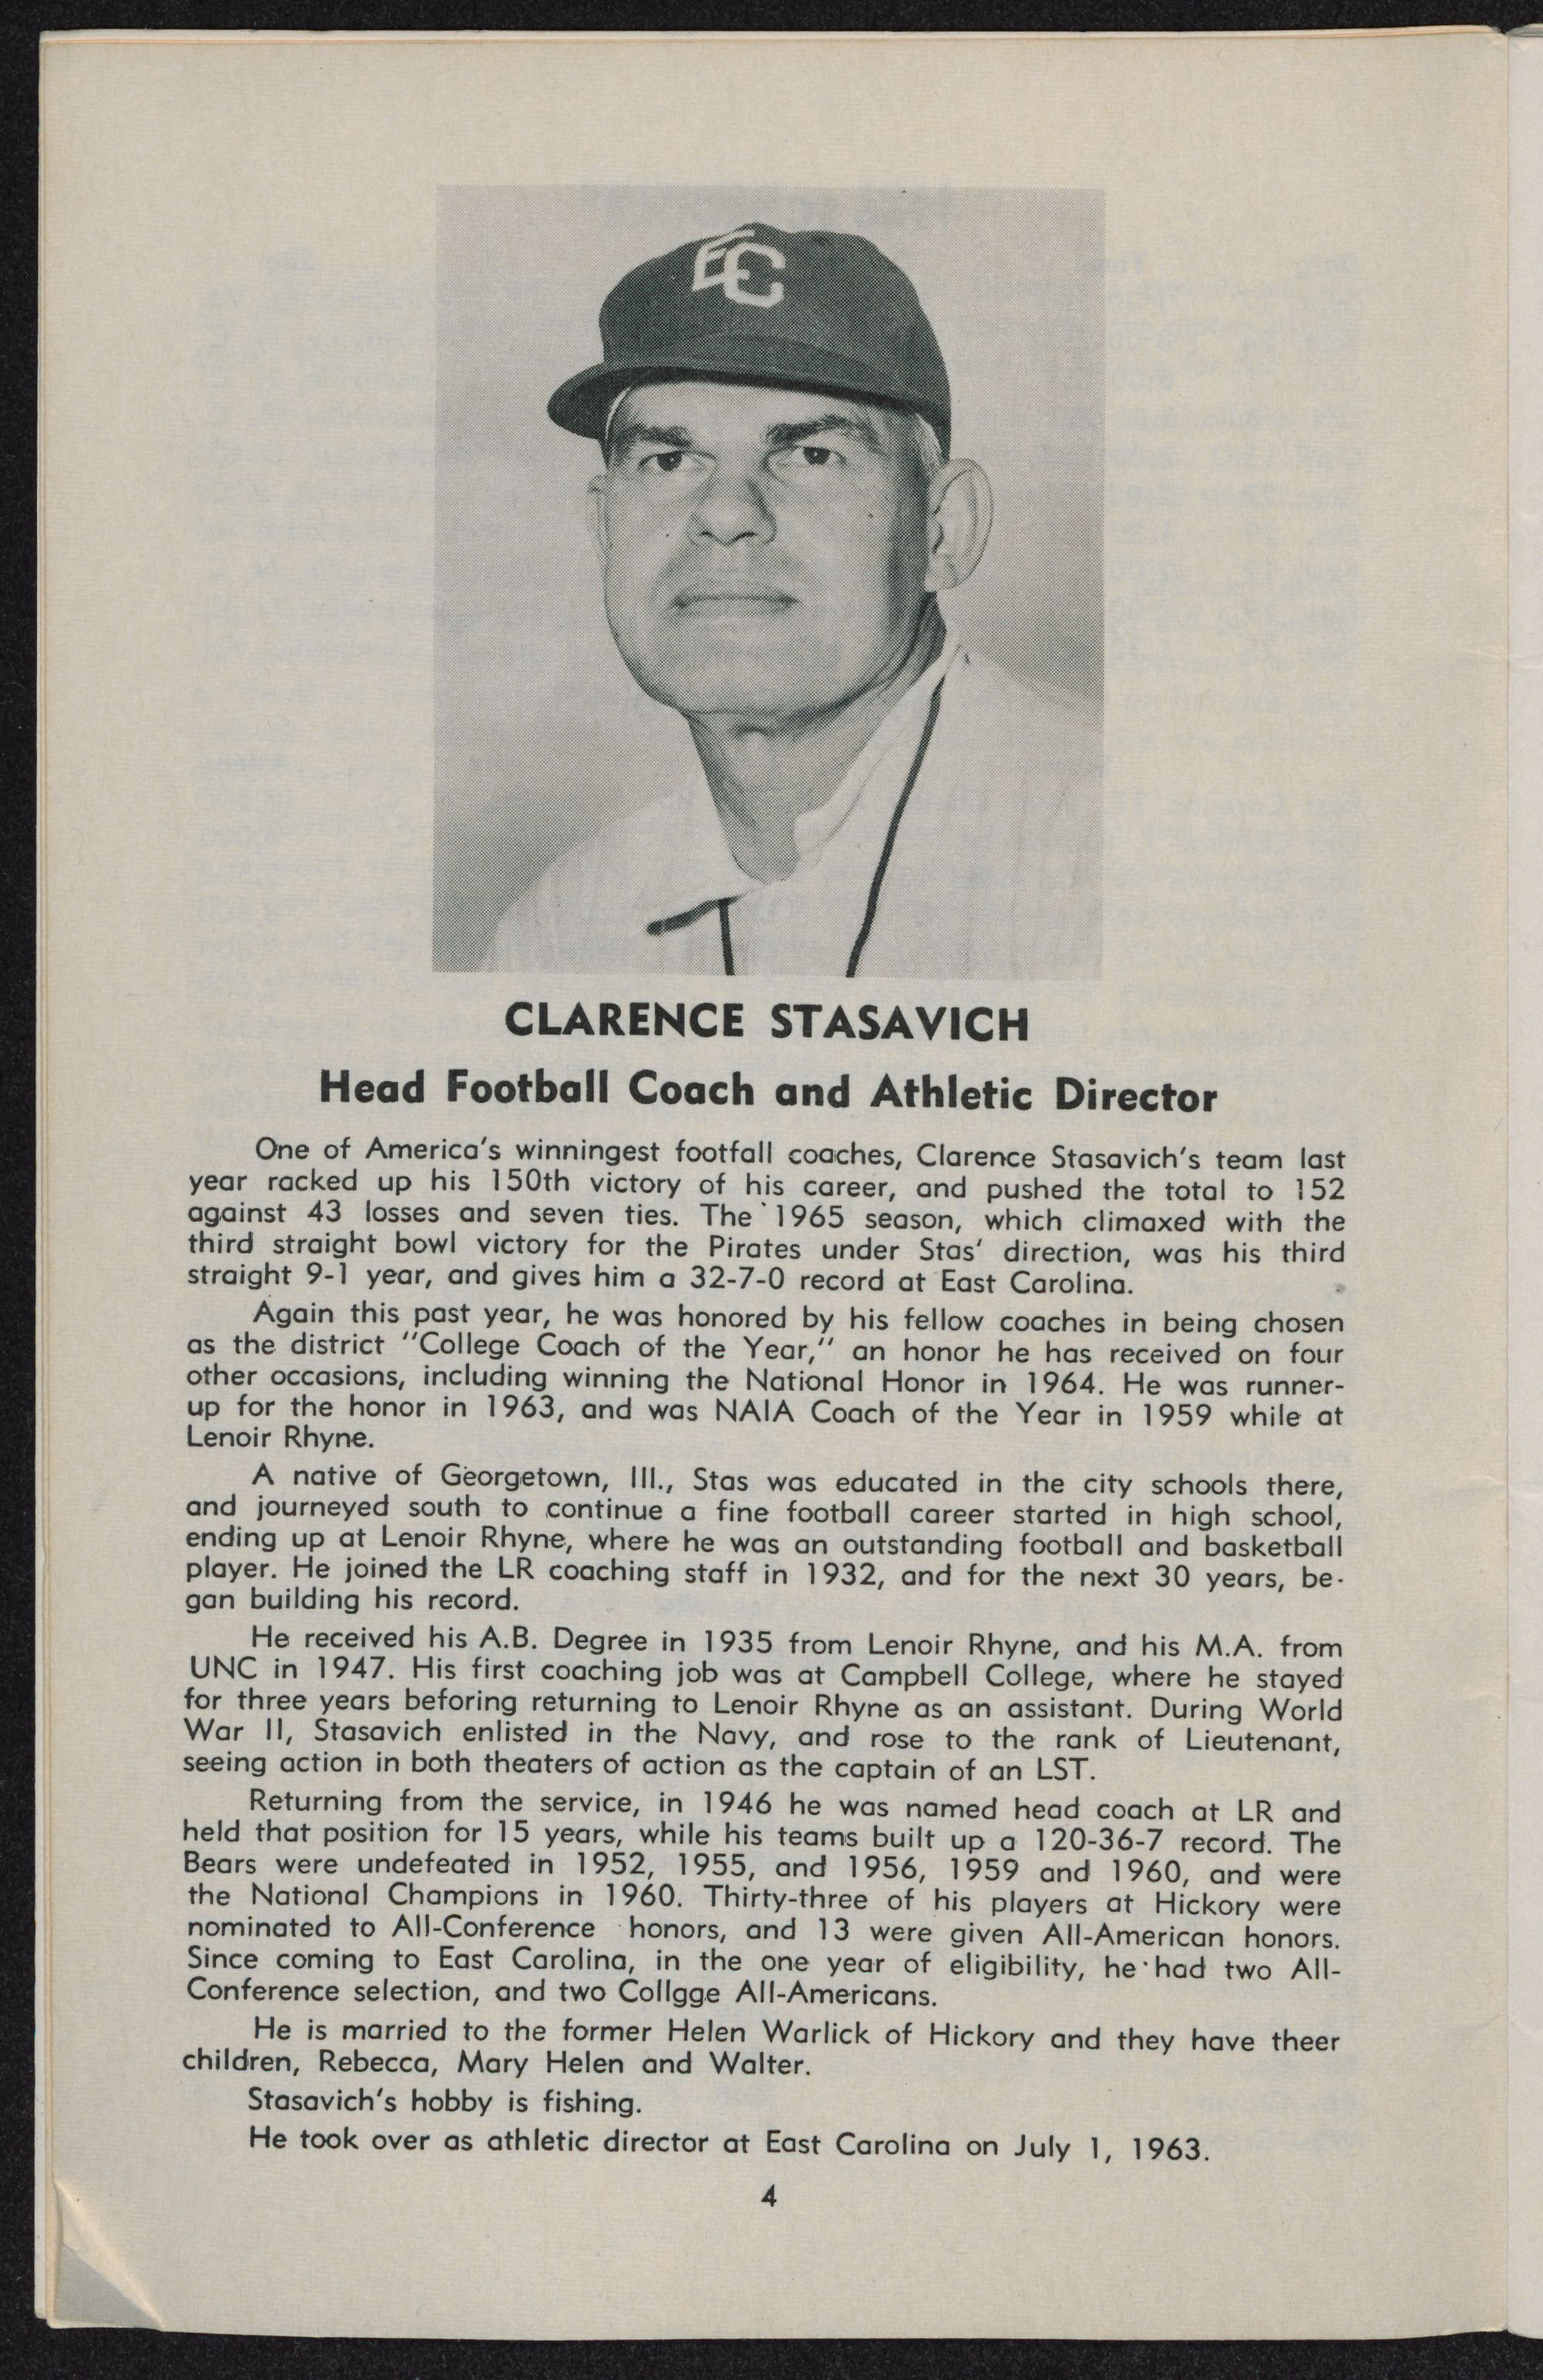 EC
CLARENCE STASAVICH
Head Football Coach and Athletic Director
One of America's winningest footfall coaches, Clarence Stasavich's team last
year racked up his 150th victory of his career, and pushed the total to 152
against 43 losses and seven ties. The 1965 season, which climaxed with the
third straight bowl victory for the Pirates under Stas' direction, was his third
straight 9-1 year, and gives him a 32-7-0 record at East Carolina.
Again this past year, he was honored by his fellow coaches in being chosen
as the district "College Coach of the Year," an honor he has received on four
other occasions, including winning the National Honor in 1964. He was runner-
up for the honor in 1963, and was NAIA Coach of the Year in 1959 while at
Lenoir Rhyne.
A native of Georgetown, Ill., Stas was educated in the city schools there,
and journeyed south to continue a fine football career started in high school,
ending up at Lenoir Rhyne, where he was an outstanding football and basketball
player. He joined the LR coaching staff in 1932, and for the next 30 years, be-
gan building his record.
He received his A.B. Degree in 1935 from Lenoir Rhyne, and his M.A. from
UNC in 1947. His first coaching job was at Campbell College, where he stayed
for three years beforing returning to Lenoir Rhyne as an assistant. During World
War II, Stasavich enlisted in the Navy, and rose to the rank of Lieutenant,
seeing action in both theaters of action as the captain of an LST.
Returning from the service, in 1946 he was named head coach at LR and
held that position for 15 years, while his teams built up a 120-36-7 record. The
Bears were undefeated in 1952, 1955, and 1956, 1959 and 1960, and were
the National Champions in 1960. Thirty-three of his players at Hickory were
nominated to All-Conference honors, and 13 were given All-American honors.
Since coming to East Carolina, in the one year of eligibility, he had two All-
Conference selection, and two Collgge All-Americans.
He is married to the former Helen Warlick of Hickory and they have theer
children, Rebecca, Mary Helen and Walter.
Stasavich's hobby is fishing.
He took over as athletic director at East Carolina on July 1, 1963.
4